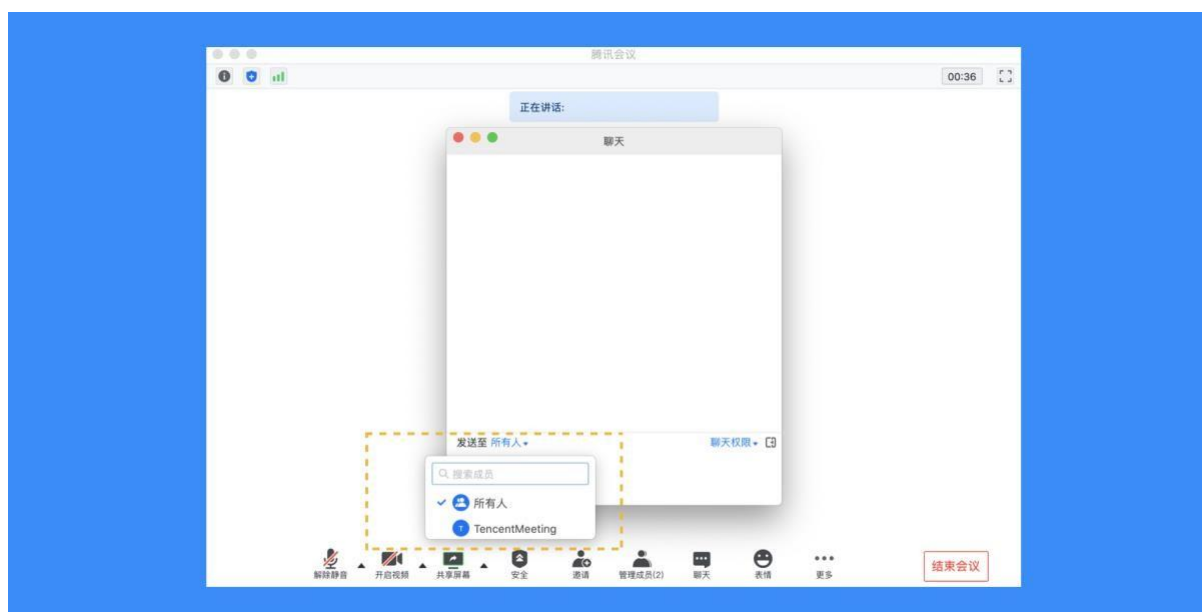 腾讯会议
00:36
正在讲话:
聊天
发送至 所有人
聊天权限
搜索成员
所有人
T TencentMeeting
解除静音 开启视频 共享屏幕 安全 邀请 管理成员(2) 聊天 表情 更多 结束会议